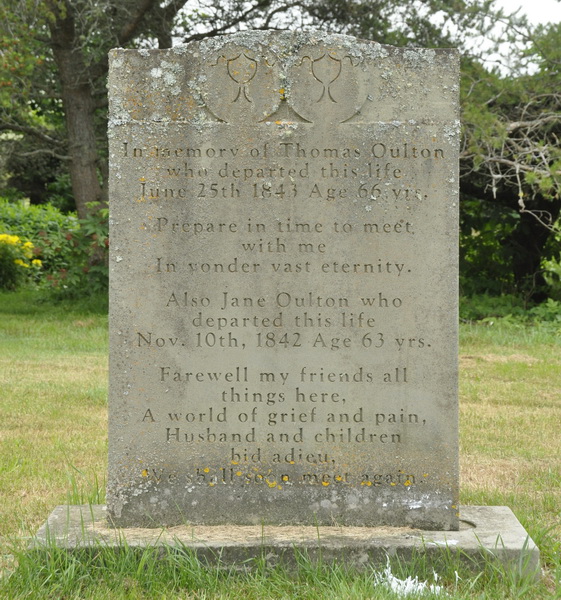 In memory of Thomas Oulton
who departed this life
June 25th 1843 Age 66 yrs.
Prepare in time to meet
with me
In yonder vast eternity.
Also Jane Oulton who
departed this life
Nov. 10th, 1842 Age 63 yrs.
Farewell my friends all
things here,
A world of grief and pain,
Husband and children
bid adieu,
We shall soon meet again.